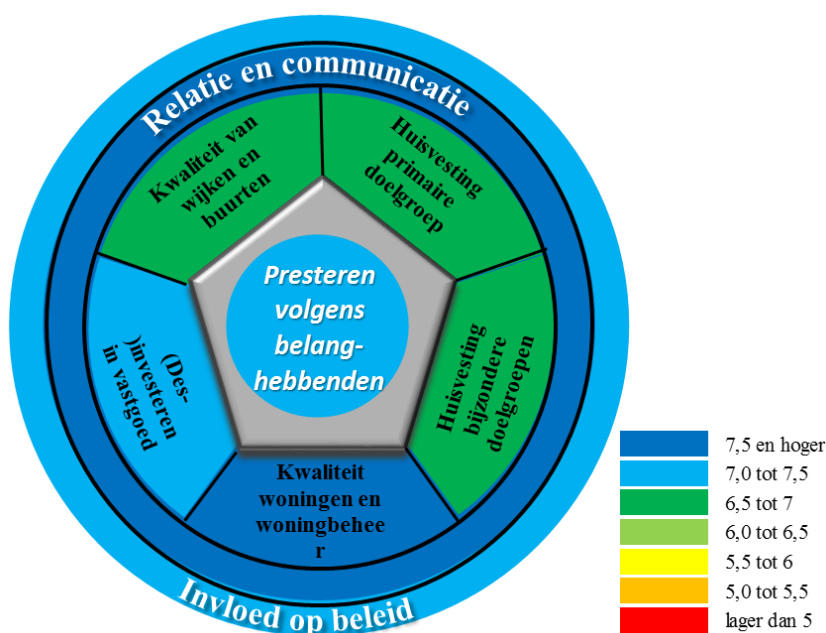 Relatie en communicatie
Kwaliteit van
wijken en
buurten
Huisvesting
primaire
doelgroep
(Des-
)investeren
in vastgoed
Presteren
volgens
belang-
hebbenden
Huisvesting
bijzondere
doelgroepen
Kwaliteit
woningen en
woningbehee
r
Invloed op beleid
7,5 en hoger
7,0 tot 7,5
6,5 tot 7
6,0 tot 6,5
5,5 tot 6
5,0 tot 5,5
lager dan 5